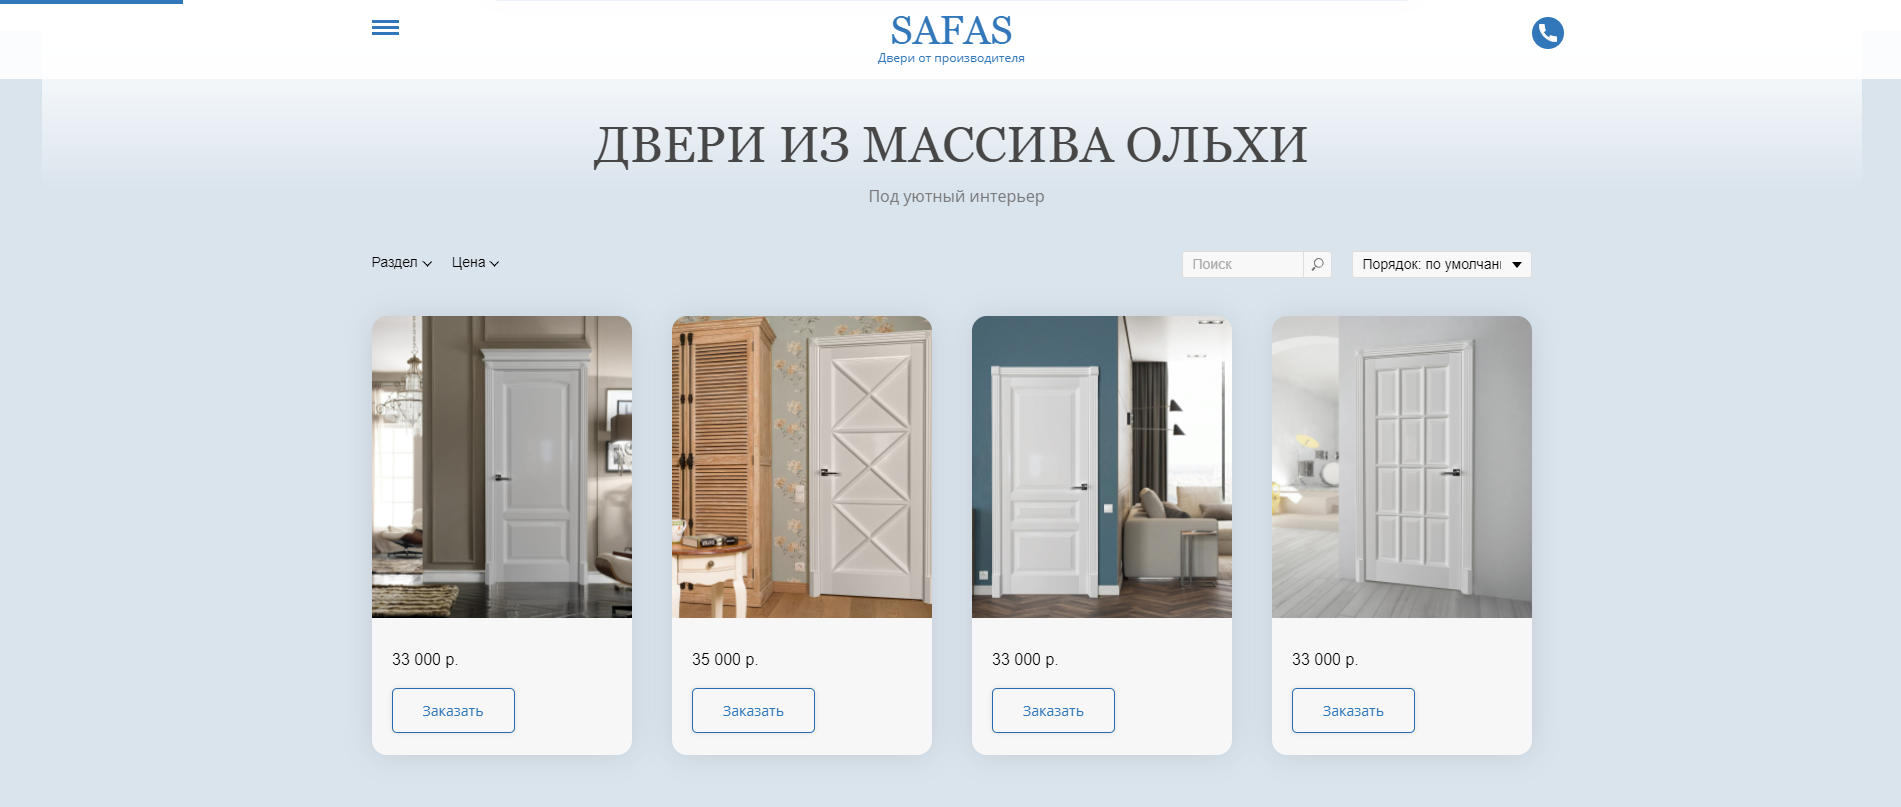 SAFAS
Двери от производителя
ДВЕРИ ИЗ МАССИВА ОЛЬХИ
Под уютный интерьер
Раздел Цена Поиск Порядок: по умолчан
33 000 р. 35 000 р. 33 000 р. 33 000 р.
Заказать Заказать Заказать Заказать